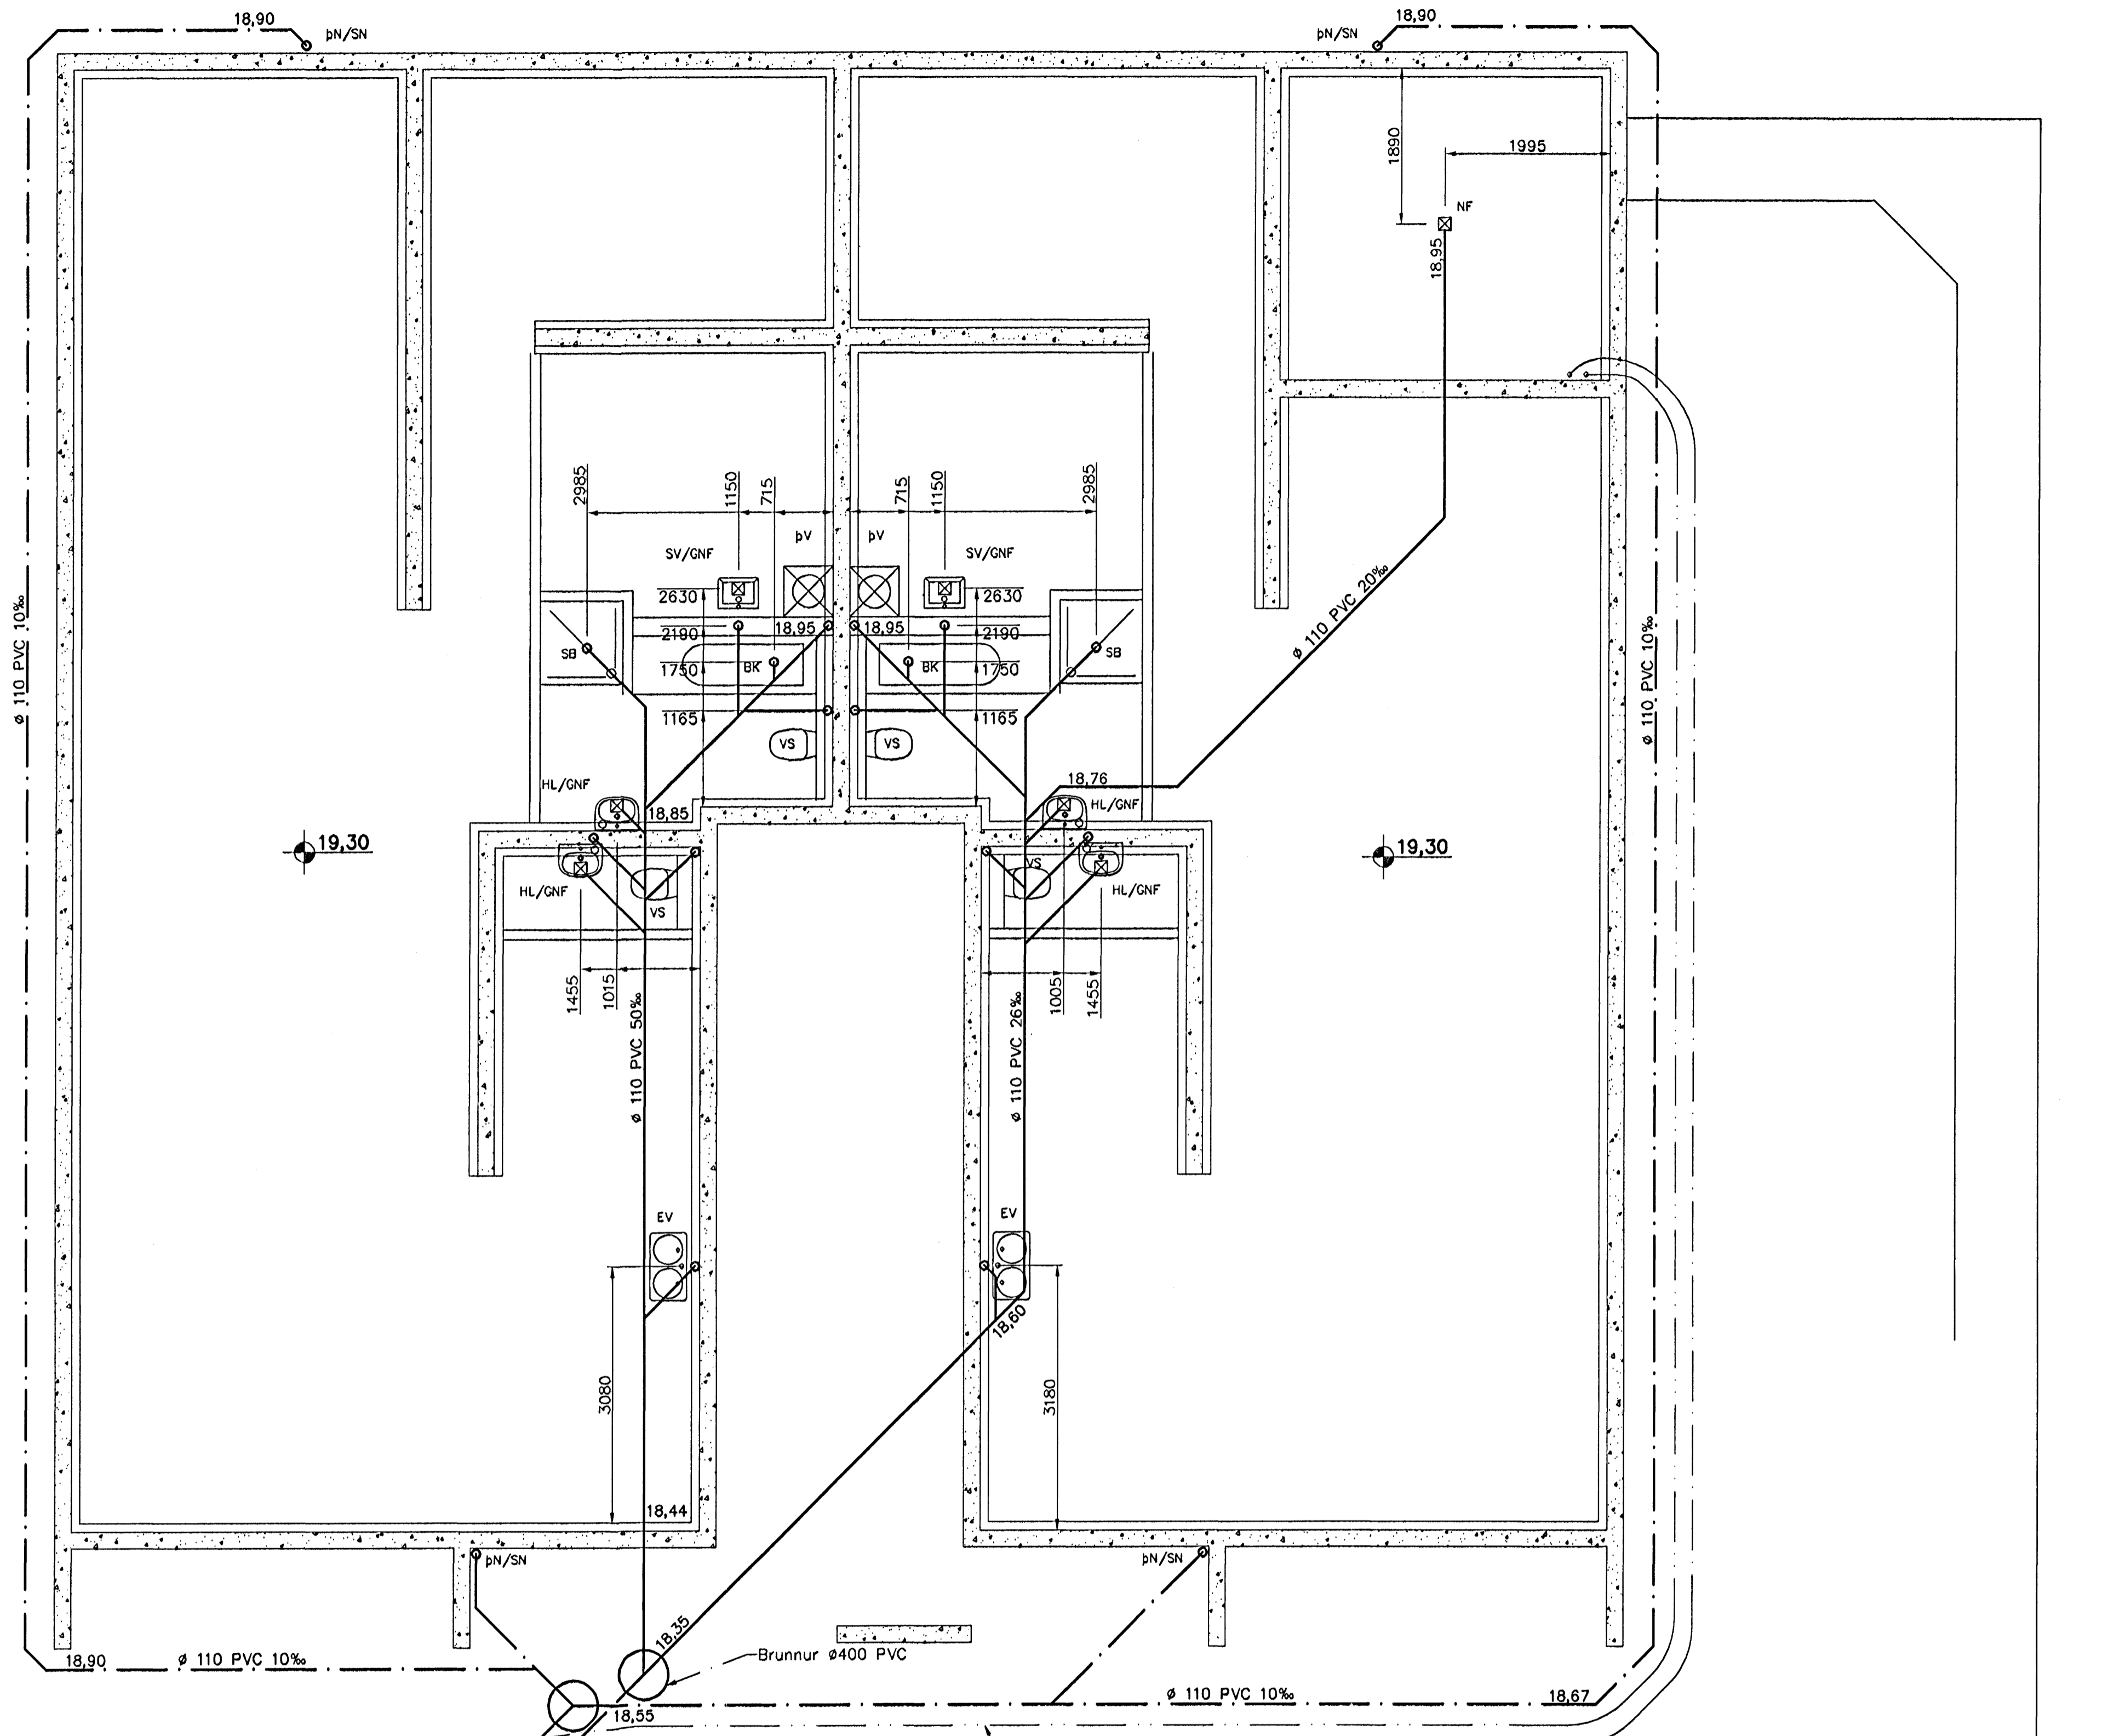 18,90
þN/SN
þN/SN
18,90
1890
1995
NF
18,95
ø 110 PVC 10‰
2985
1150
715
715
1150
2985
þV
þV
SV/GNF
SV/GNF
2630
2630
ø 110 PVC 20‰
2190
18,95
18,95
2190
SB
1750
BK
BK
1750
SB
ø 110 PVC 10‰
1165
1165
VS
VS
HL/GNF
18,76
18,85
HL/GNF
19,30
19,30
HL/GNF
VS
VS
HL/GNF
1455
1015
1005
1455
ø 110 PVC 50‰
ø 110 PVC 26‰
EV
EV
18,60
3080
3180
18,44
þN/SN
þN/SN
18,35
18,90
ø 110 PVC 10‰
Brunnur Ø400 PVC
ø 110 PVC 10‰
18,67
18,55